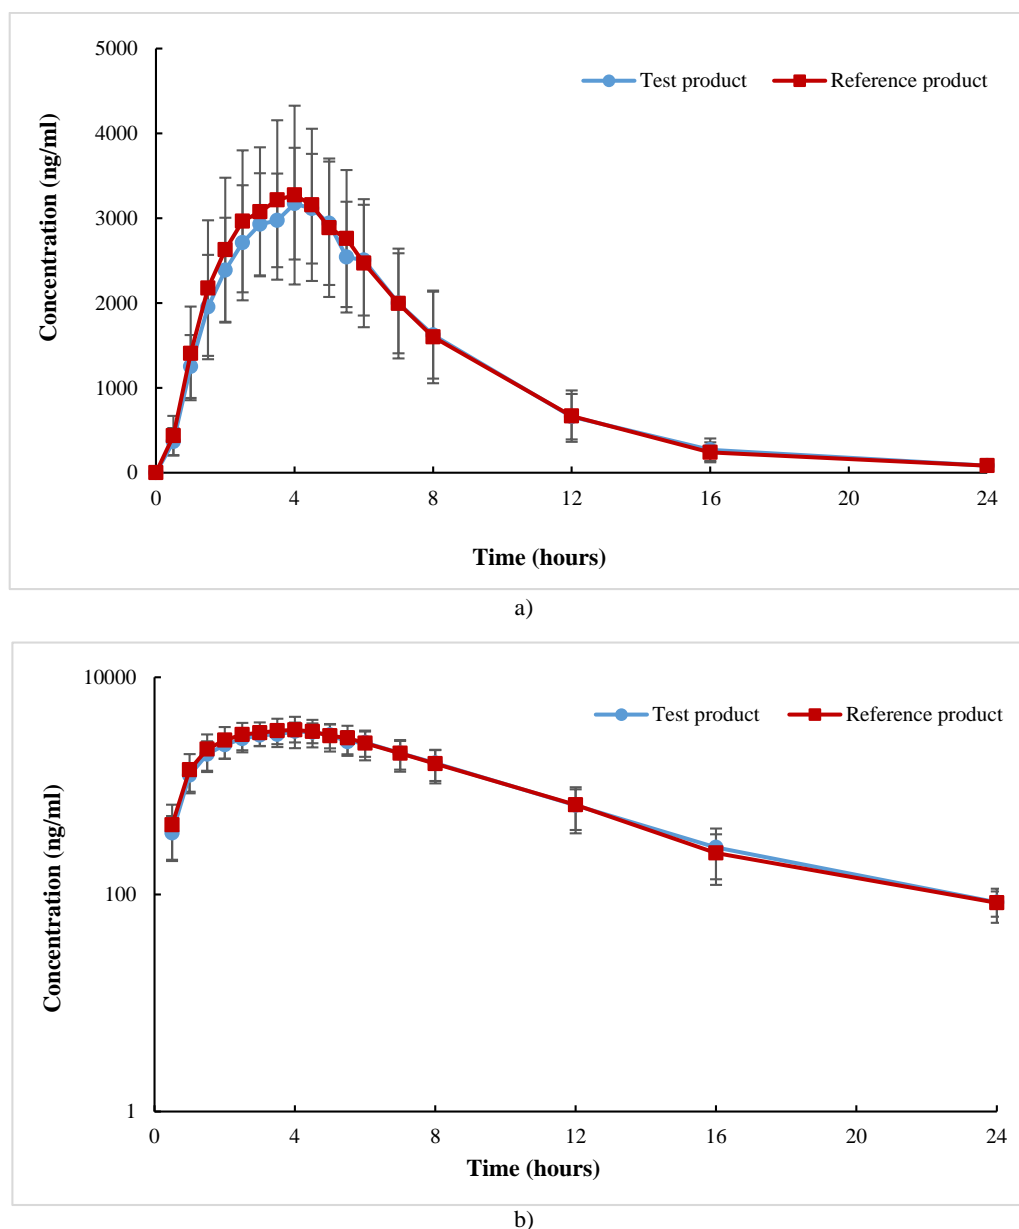 5000
Test product
Reference product
4000
3000
2000
1000
0
Concentration (ng/ml)
0 4 8 12 16 20 24
Time (hours)
a)
10000
Test product
Reference product
100
1
Concentration (ng/ml)
0 4 8 12 16 20 24
Time (hours)
b)